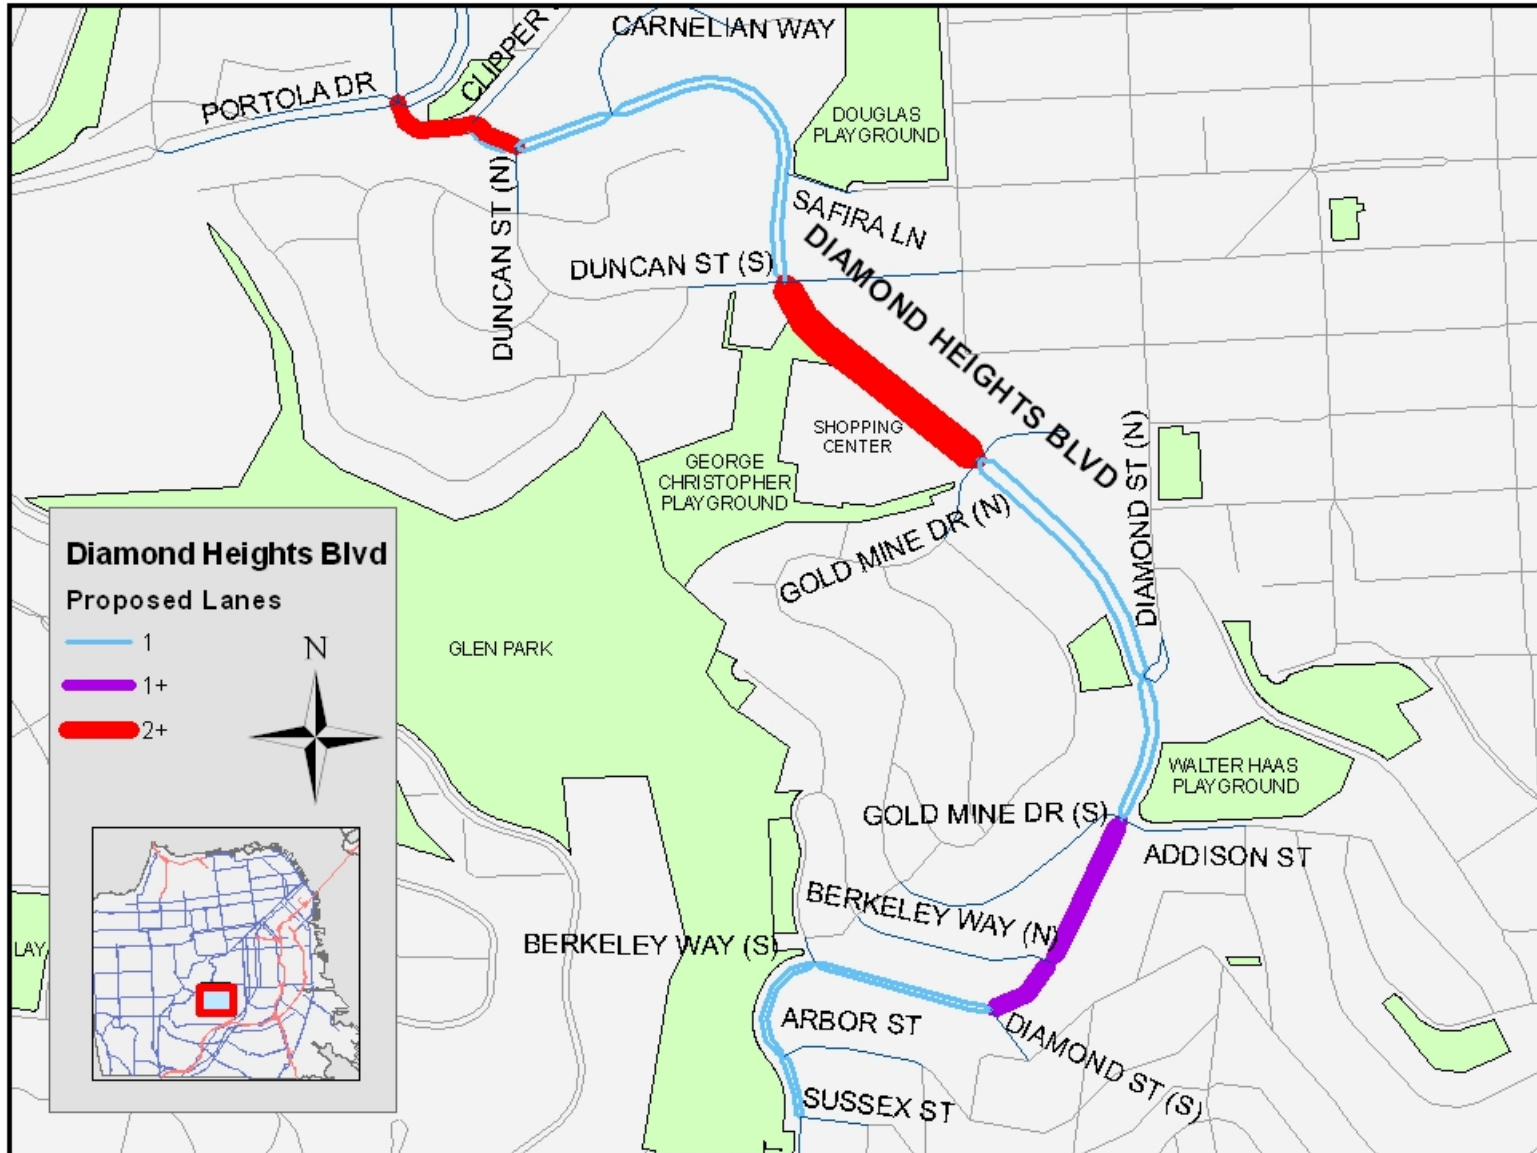 CARNELIAN WAY
CLIPPER
PORTOLA DR
DOUGLAS
PLAYGROUND
DUNCAN ST (N)
SAFIRA LN
DUNCAN ST (S)
DIAMOND HEIGHTS BLVD
SHOPPING
CENTER
DIAMOND ST (N)
GEORGE
CHRISTOPHER
PLAYGROUND
GOLD MINE DR (N)
Diamond Heights Blvd
Proposed Lanes
1
1+
2+
N
GLEN PARK
WALTER HAAS
PLAYGROUND
GOLD MINE DR (S)
ADDISON ST
BERKELEY WAY (N)
BERKELEY WAY (S)
LAY
ARBOR ST
DIAMOND ST (S)
SUSSEX ST